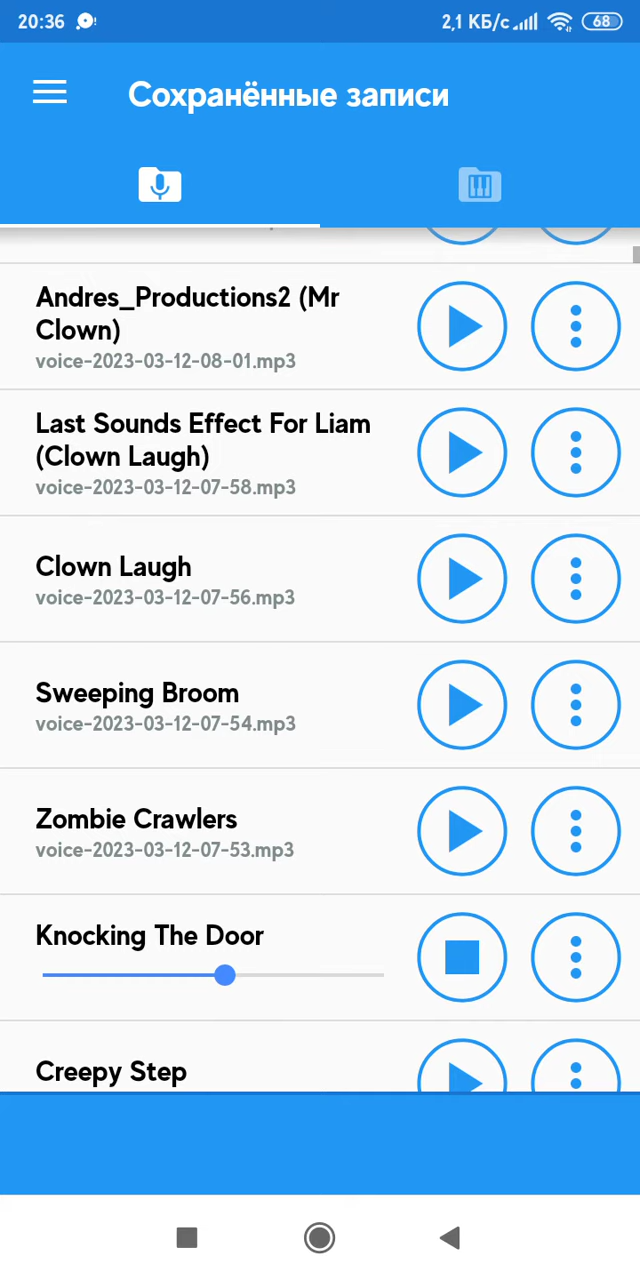 20:36
2,1 КБ/с
68
Сохранённые записи
Andres_Productions2 (Mr
Clown)
voice-2023-03-12-08-01.mp3
Last Sounds Effect For Liam
(Clown Laugh)
voice-2023-03-12-07-58.mp3
Clown Laugh
voice-2023-03-12-07-56.mp3
Sweeping Broom
voice-2023-03-12-07-54.mp3
Zombie Crawlers
voice-2023-03-12-07-53.mp3
Knocking The Door
Creepy Step